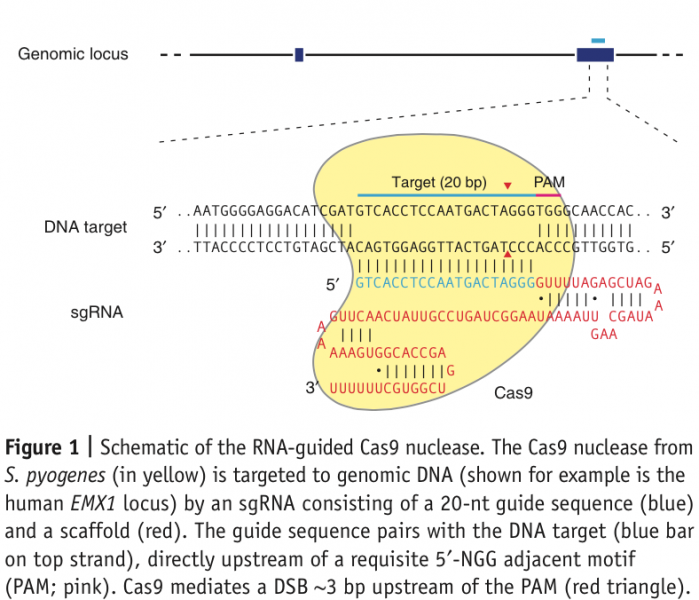 Genomic locus
Target (20 bp) PAM
5′ ..AATGGGGAGGACATCGATGTCACCTCCAATGACTAGGGTGGGCAACCAC.. 3′
DNA target
3′ ..TTACCCCTCCTGTAGCTACAGTGGAGGTTACTGATCCCACCCGTTGGTG.. 5′
5′ GTCACCTCCAATGACTAGGGGUUUUAGAGCUAG
A
A
sgRNA
GUUCAACUAUUGCCUGAUCGGAAUAAAAUU CGAUA
A
A
GAA
AAAGUGGCACCGA
G
3′ UUUUUUCGUGGCU
Cas9
Figure 1 | Schematic of the RNA-guided Cas9 nuclease. The Cas9 nuclease from
S. pyogenes (in yellow) is targeted to genomic DNA (shown for example is the
human EMX1 locus) by an sgRNA consisting of a 20-nt guide sequence (blue)
and a scaffold (red). The guide sequence pairs with the DNA target (blue bar
on top strand), directly upstream of a requisite 5′-NGG adjacent motif
(PAM; pink). Cas9 mediates a DSB ~3 bp upstream of the PAM (red triangle).